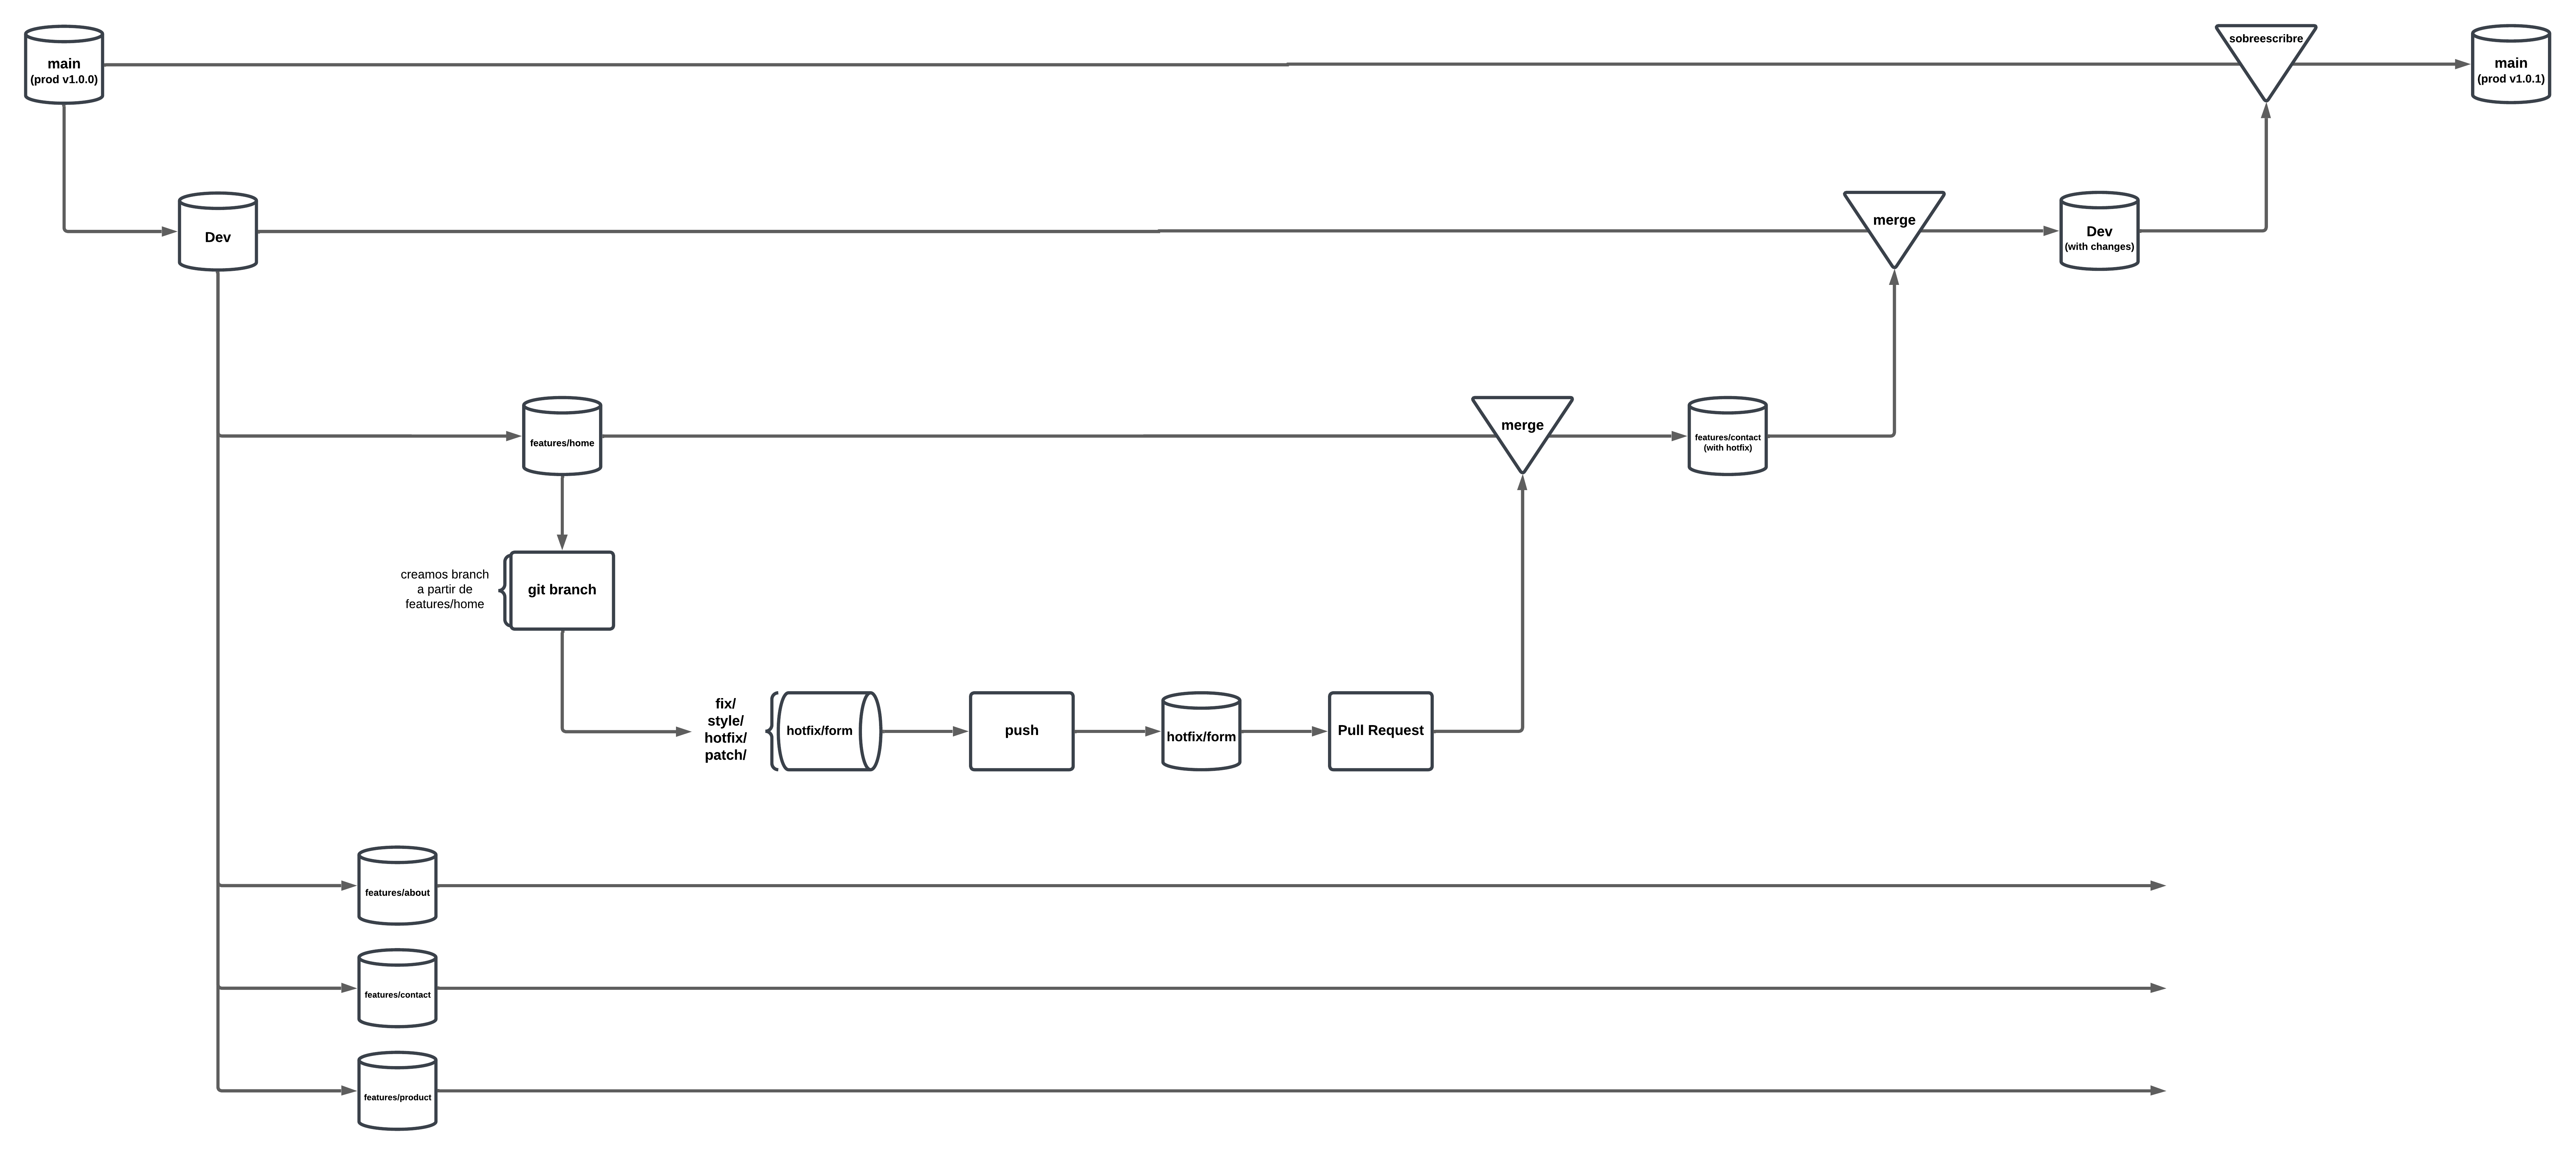 main
(prod v1.0.0)
sobreescribre
main
(prod v1.0.1)
Dev
merge
Dev
(with changes)
features/home
merge
features/contact
(with hotfix)
creamos branch
a partir de
features/home
git branch
fix/
style/
hotfix/
patch/
hotfix/form
push
hotfix/form
Pull Request
features/about
features/contact
features/product